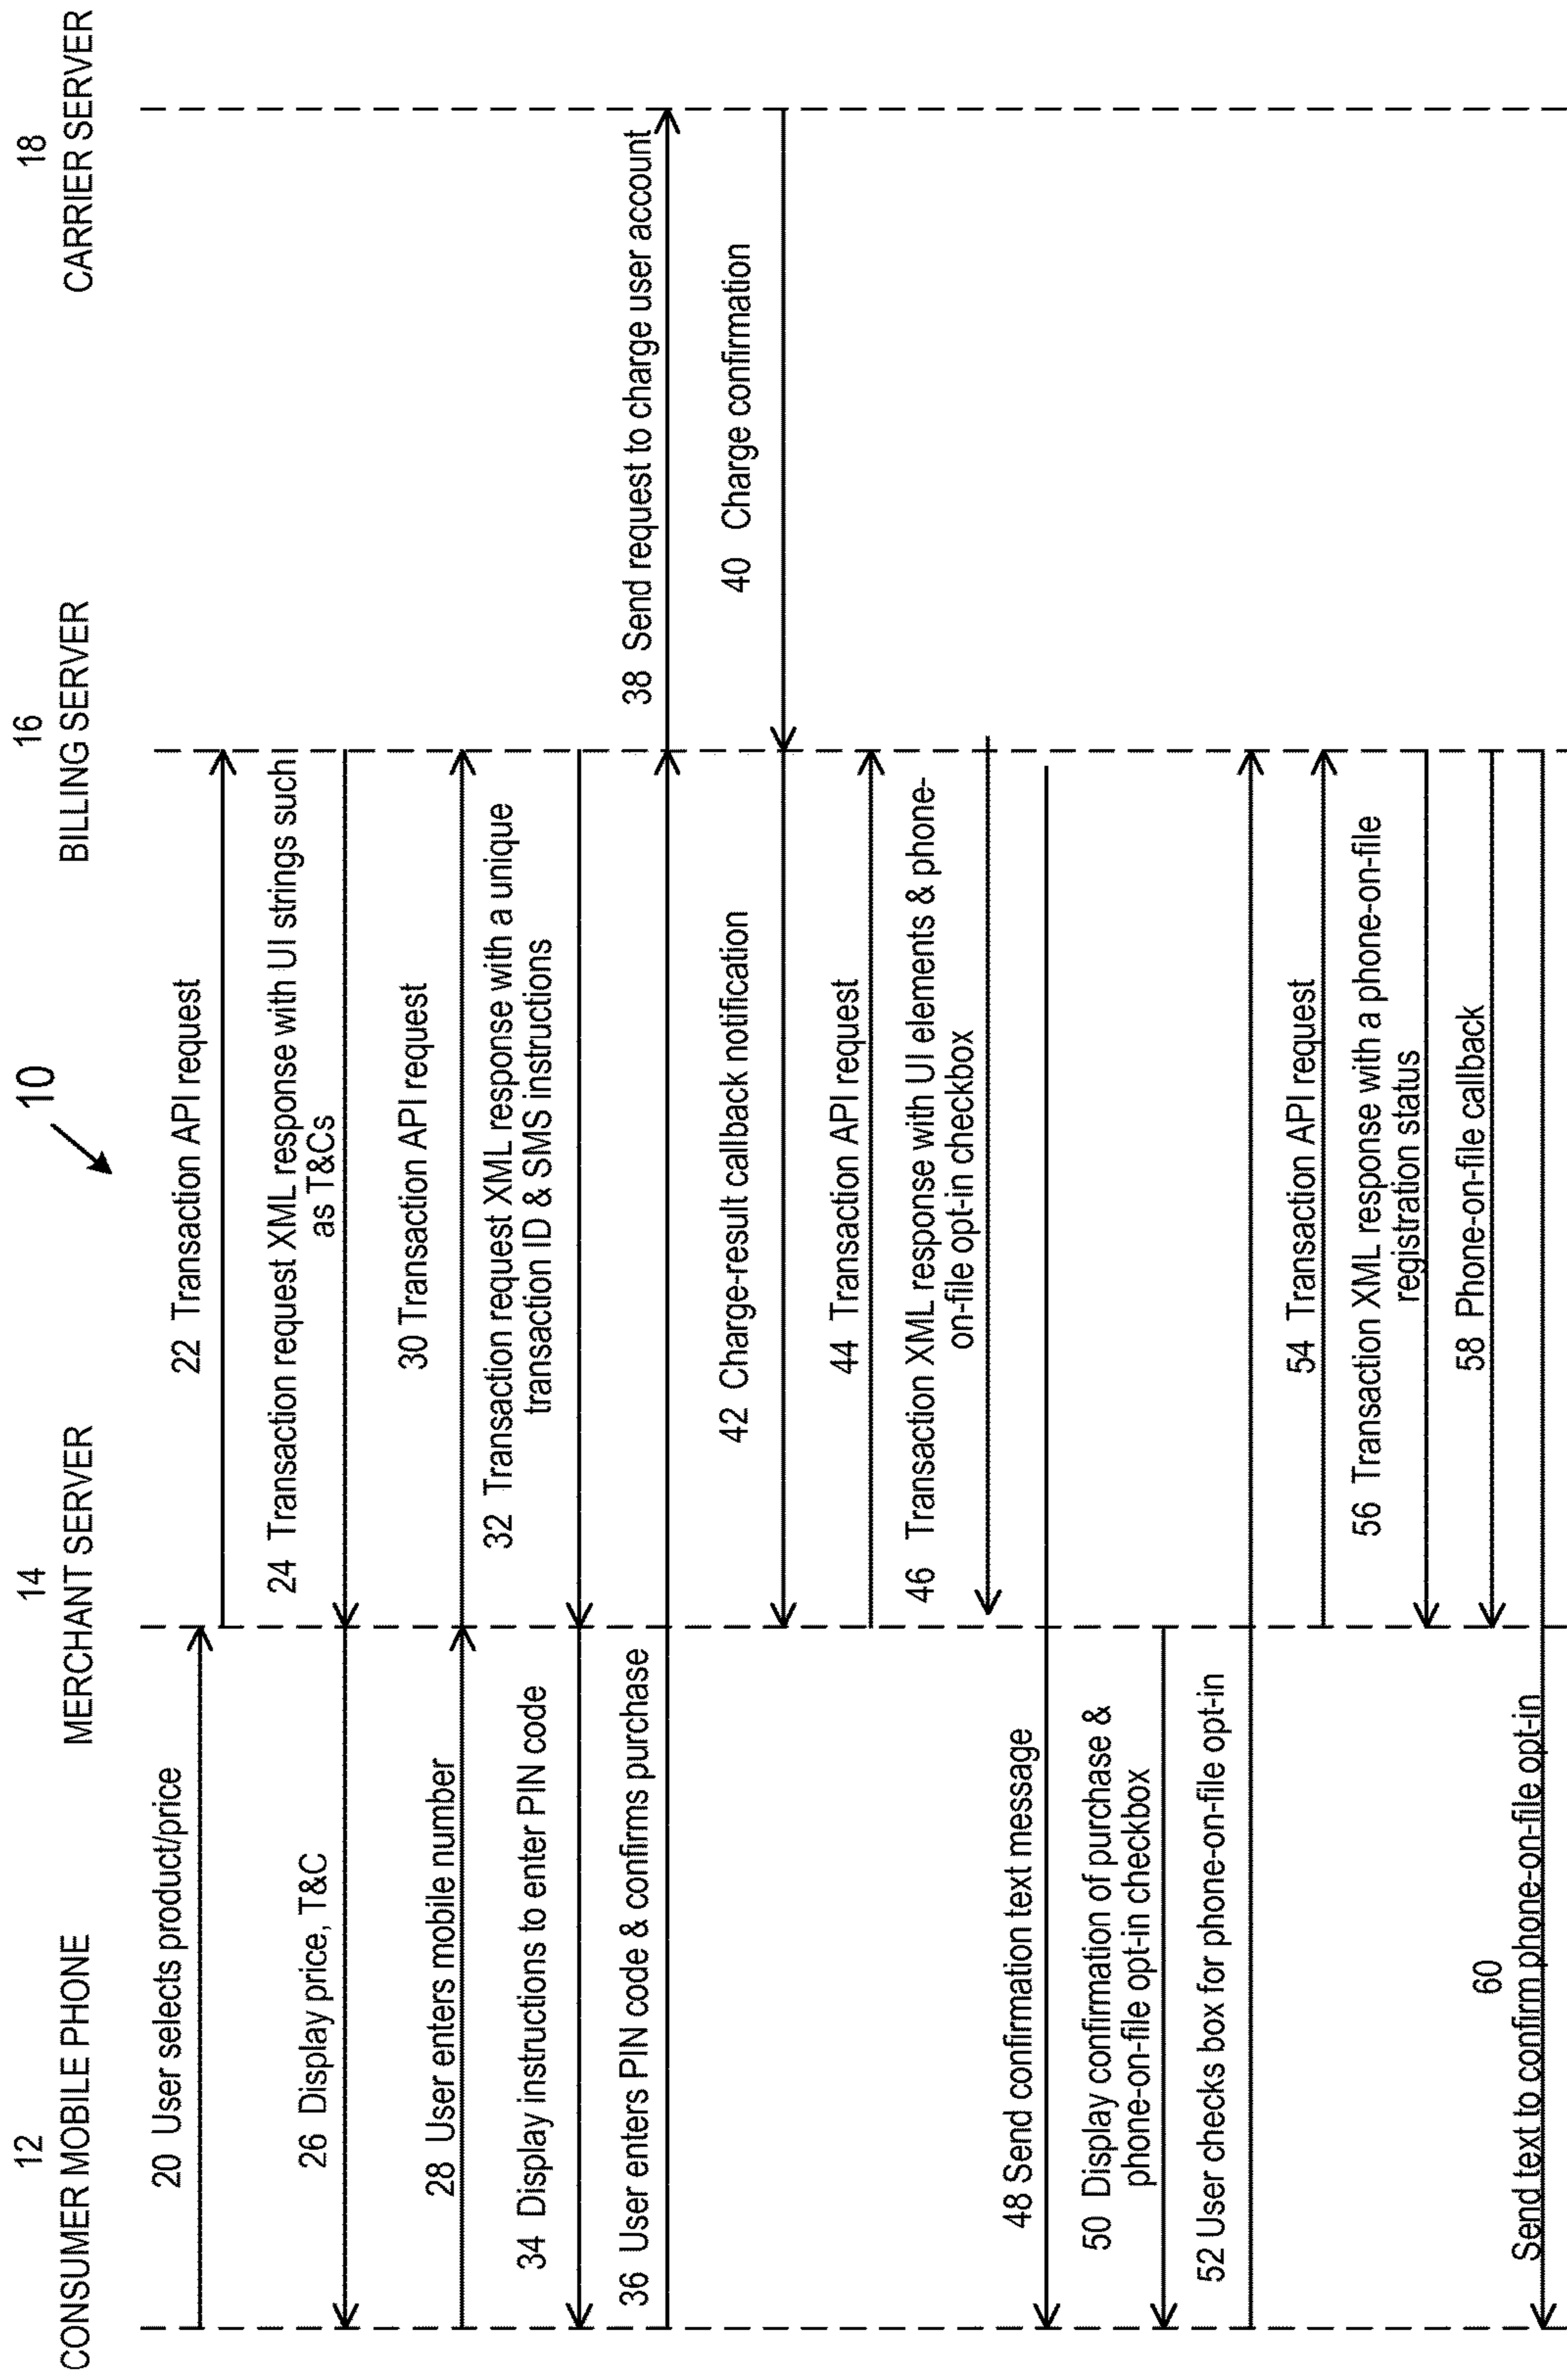 10
12
CONSUMER MOBILE PHONE
14
MERCHANT SERVER
16
BILLING SERVER
18
CARRIER SERVER
20 User selects product/price
22 Transaction API request
24 Transaction request XML response with UI strings such
as T&Cs
26 Display price, T&C
28 User enters mobile number
30 Transaction API request
32 Transaction request XML response with a unique
transaction ID & SMS instructions
34 Display instructions to enter PIN code
36 User enters PIN code & confirms purchase
38 Send request to charge user account
40 Charge confirmation
42 Charge-result callback notification
44 Transaction API request
46 Transaction XML response with UI elements & phone-
on-file opt-in checkbox
48 Send confirmation text message
50 Display confirmation of purchase &
phone-on-file opt-in checkbox
52 User checks box for phone-on-file opt-in
54 Transaction API request
56 Transaction XML response with a phone-on-file
registration status
58 Phone-on-file callback
60
Send text to confirm phone-on-file opt-in